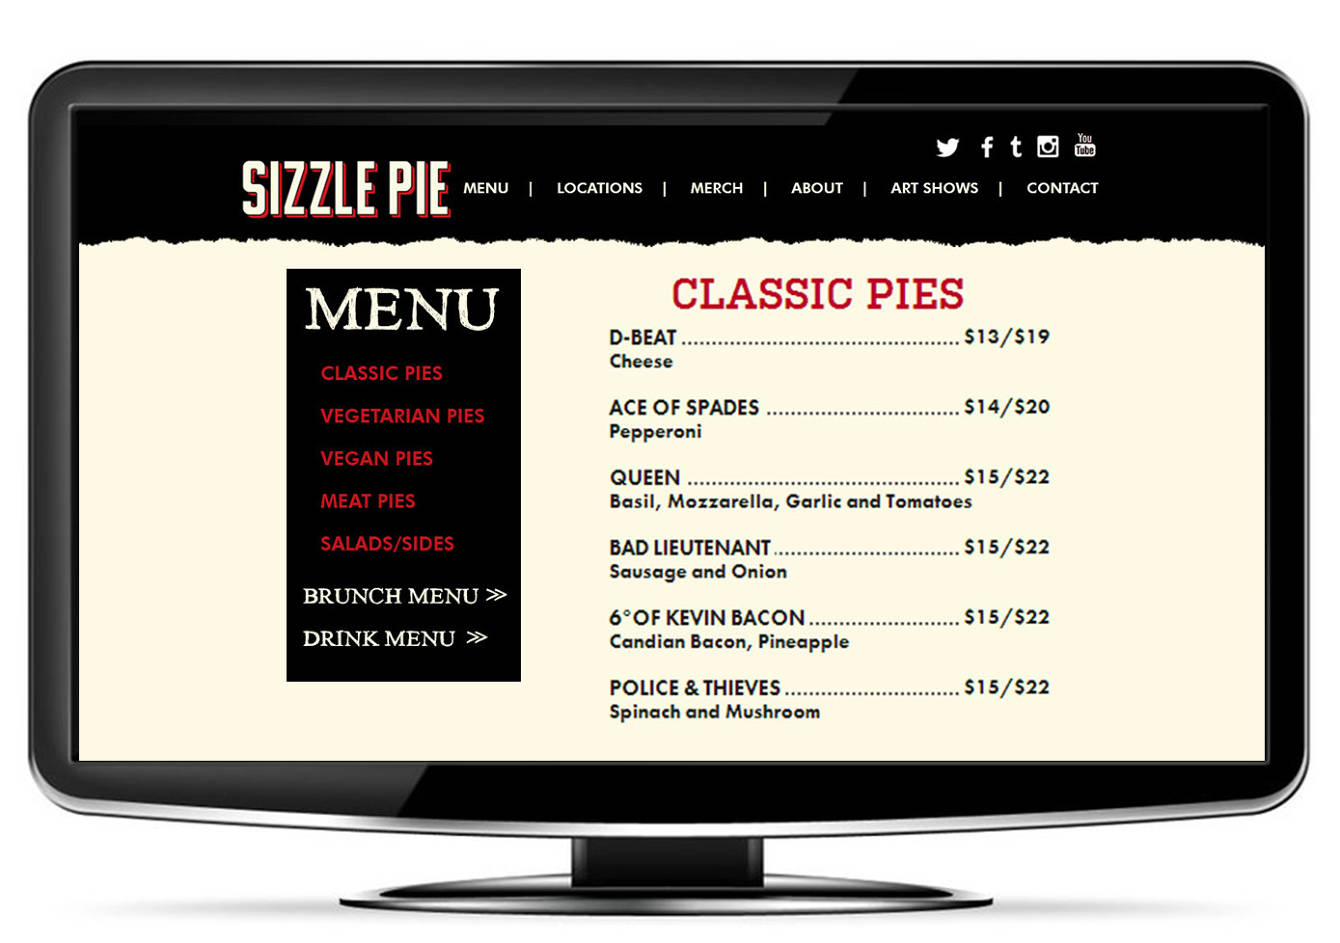 You
Tube
SIZZLE PIE
MENU | LOCATIONS | MERCH | ABOUT | ART SHOWS | CONTACT
MENU
CLASSIC PIES
VEGETARIAN PIES
VEGAN PIES
MEAT PIES
SALADS/SIDES
BRUNCH MENU >>
DRINK MENU >>
CLASSIC PIES
D-BEAT .............................................. $13/$19
Cheese
ACE OF SPADES ................................ $14/$20
Pepperoni
QUEEN ............................................. $15/$22
Basil, Mozzarella, Garlic and Tomatoes
BAD LIEUTENANT ............................... $15/$22
Sausage and Onion
6°OF KEVIN BACON ......................... $15/$22
Candian Bacon, Pineapple
POLICE & THIEVES ............................. $15/$22
Spinach and Mushroom